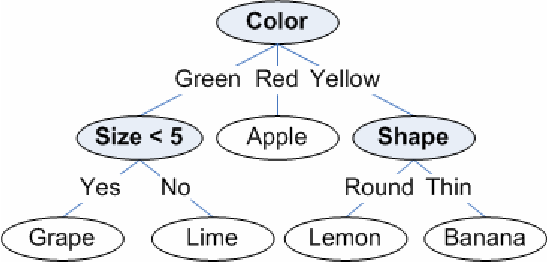 Color
Green Red Yellow
Size < 5 Apple Shape
Yes No Round Thin
Grape Lime Lemon Banana